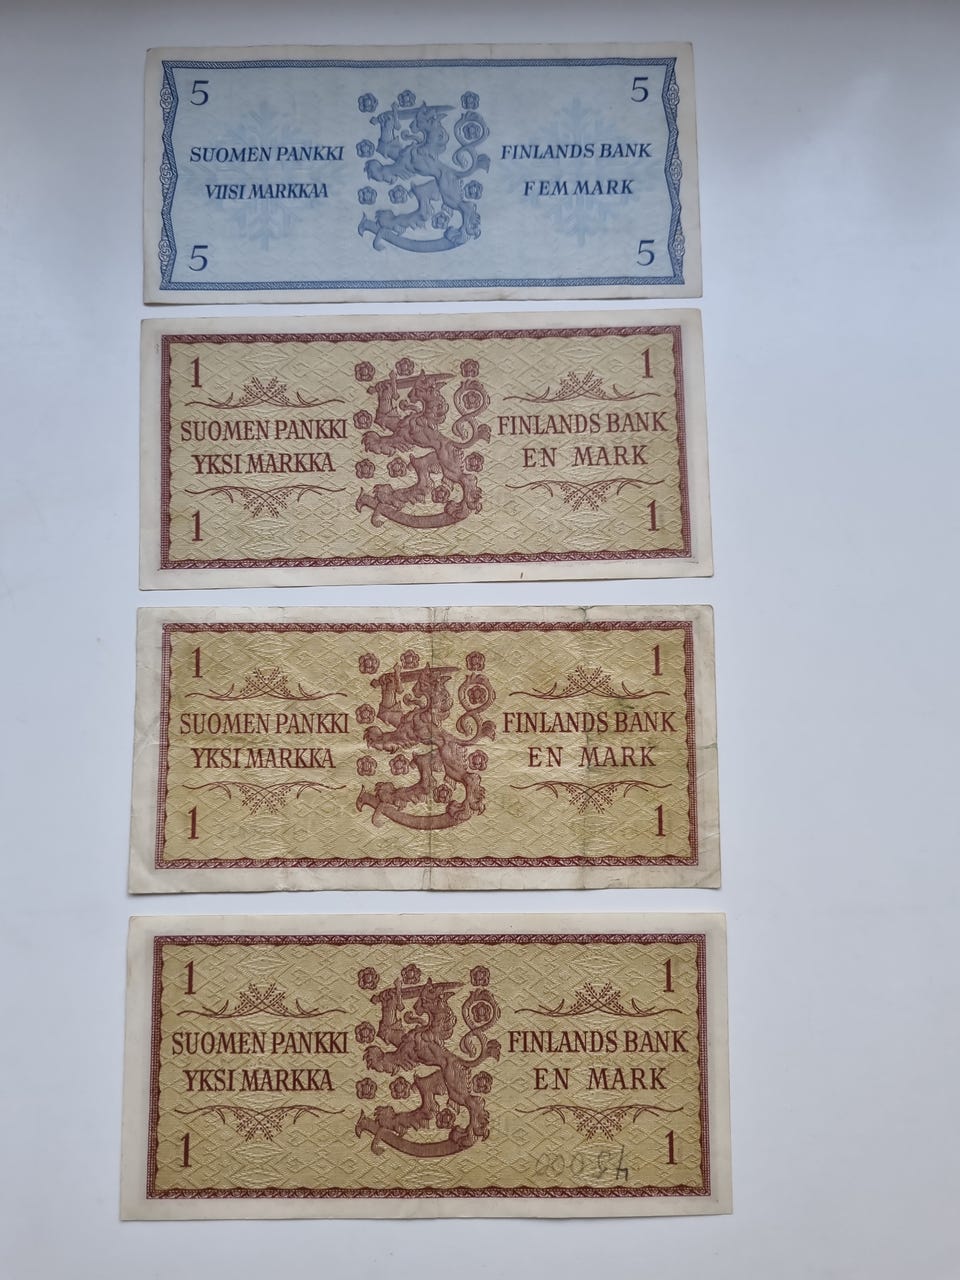 5 5
SUOMEN PANKKI FINLANDS BANK
VIISI MARKKAA FEM MARK
5 5
1 1
SUOMEN PANKKI FINLANDS BANK
YKSI MARKKA EN MARK
1 1
1 1
SUOMEN PANKKI FINLANDS BANK
YKSI MARKKA EN MARK
1 1
1 1
SUOMEN PANKKI FINLANDS BANK
YKSI MARKKA EN MARK
1 1